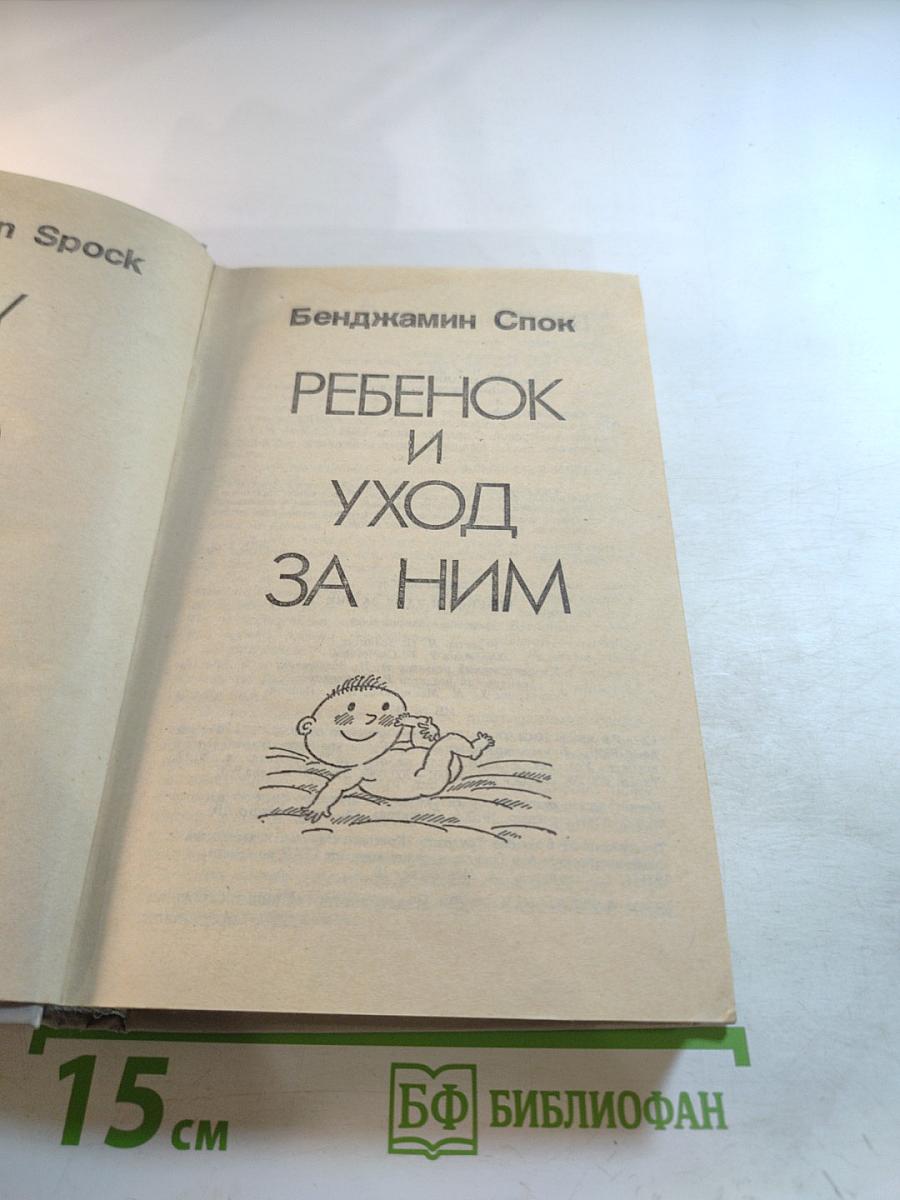 n Spock
Бенджамин Спок
РЕБЕНОК
И
УХОД
ЗА НИМ
15 см
БФ БИБЛИОФАН